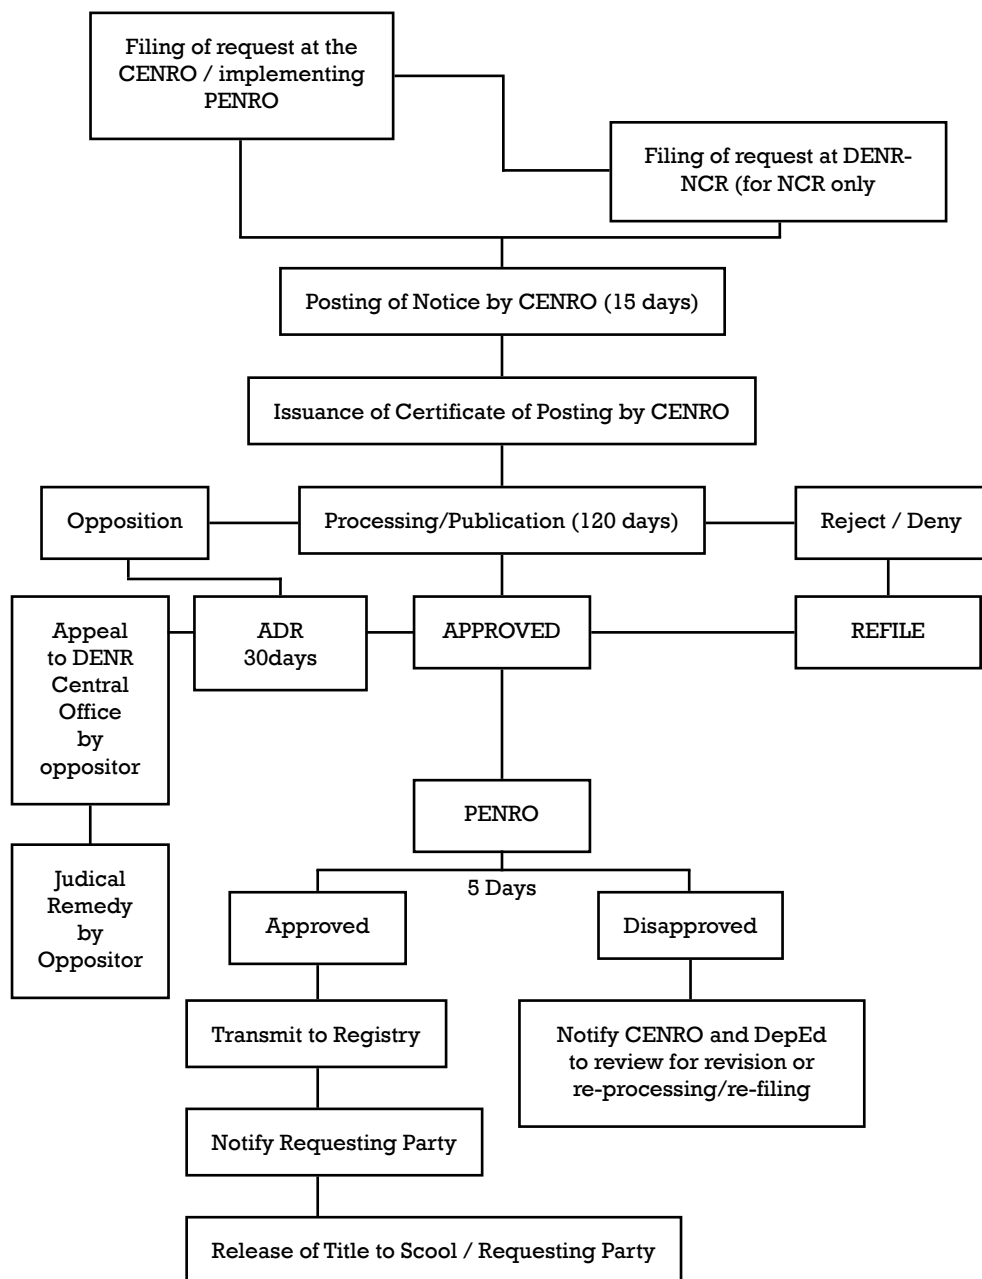 Filing of request at the
CENRO / implementing
PENRO
Filing of request at DENR-
NCR (for NCR only
Posting of Notice by CENRO (15 days)
Issuance of Certificate of Posting by CENRO
Opposition
Processing/Publication (120 days)
Reject / Deny
Appeal
to DENR
Central
Office
by
oppositor
ADR
30days
APPROVED
REFILE
PENRO
5 Days
Judical
Remedy
by
Oppositor
Approved
Disapproved
Transmit to Registry
Notify CENRO and DepEd
to review for revision or
re-processing/re-filing
Notify Requesting Party
Release of Title to Scool / Requesting Party